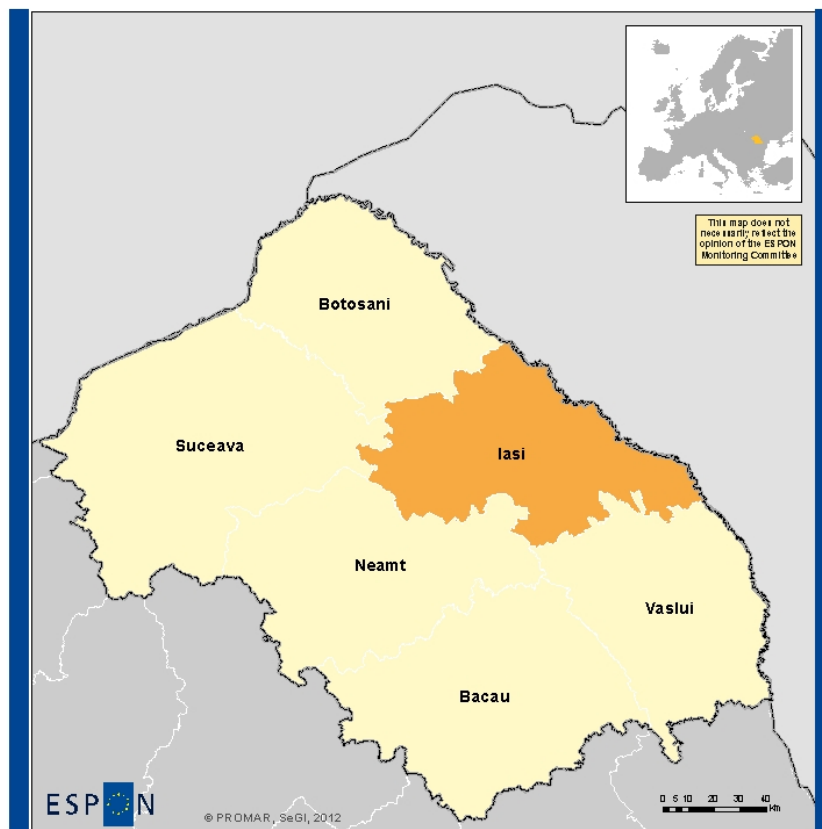 This map does not
necessarily reflect the
opinion of the ESPON
Monitoring Committee
Botosani
Suceava
Iasi
Neamt
Vaslui
Bacau
ESPON
© PROMAR, SeGI, 2012
0 5 10 20 30 40
km